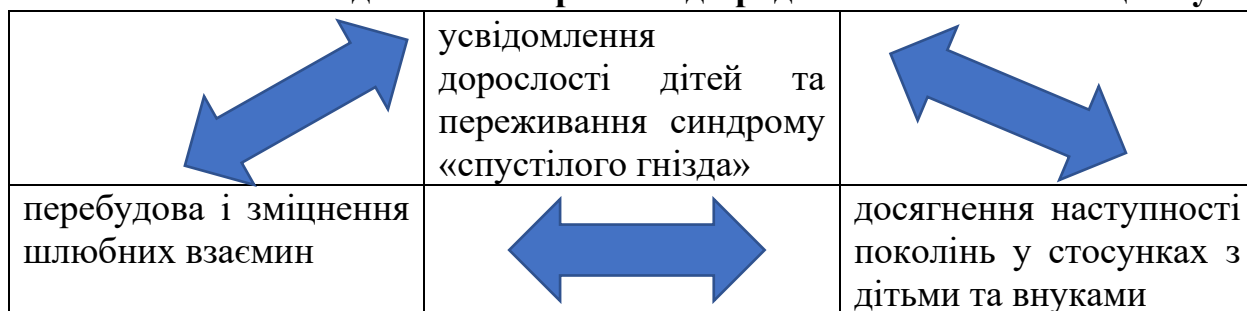 усвідомлення
дорослості дітей та
переживання синдрому
«спустілого гнізда»
перебудова і зміцнення
шлюбних взаємин
досягнення наступності
поколінь у стосунках з
дітьми та внуками